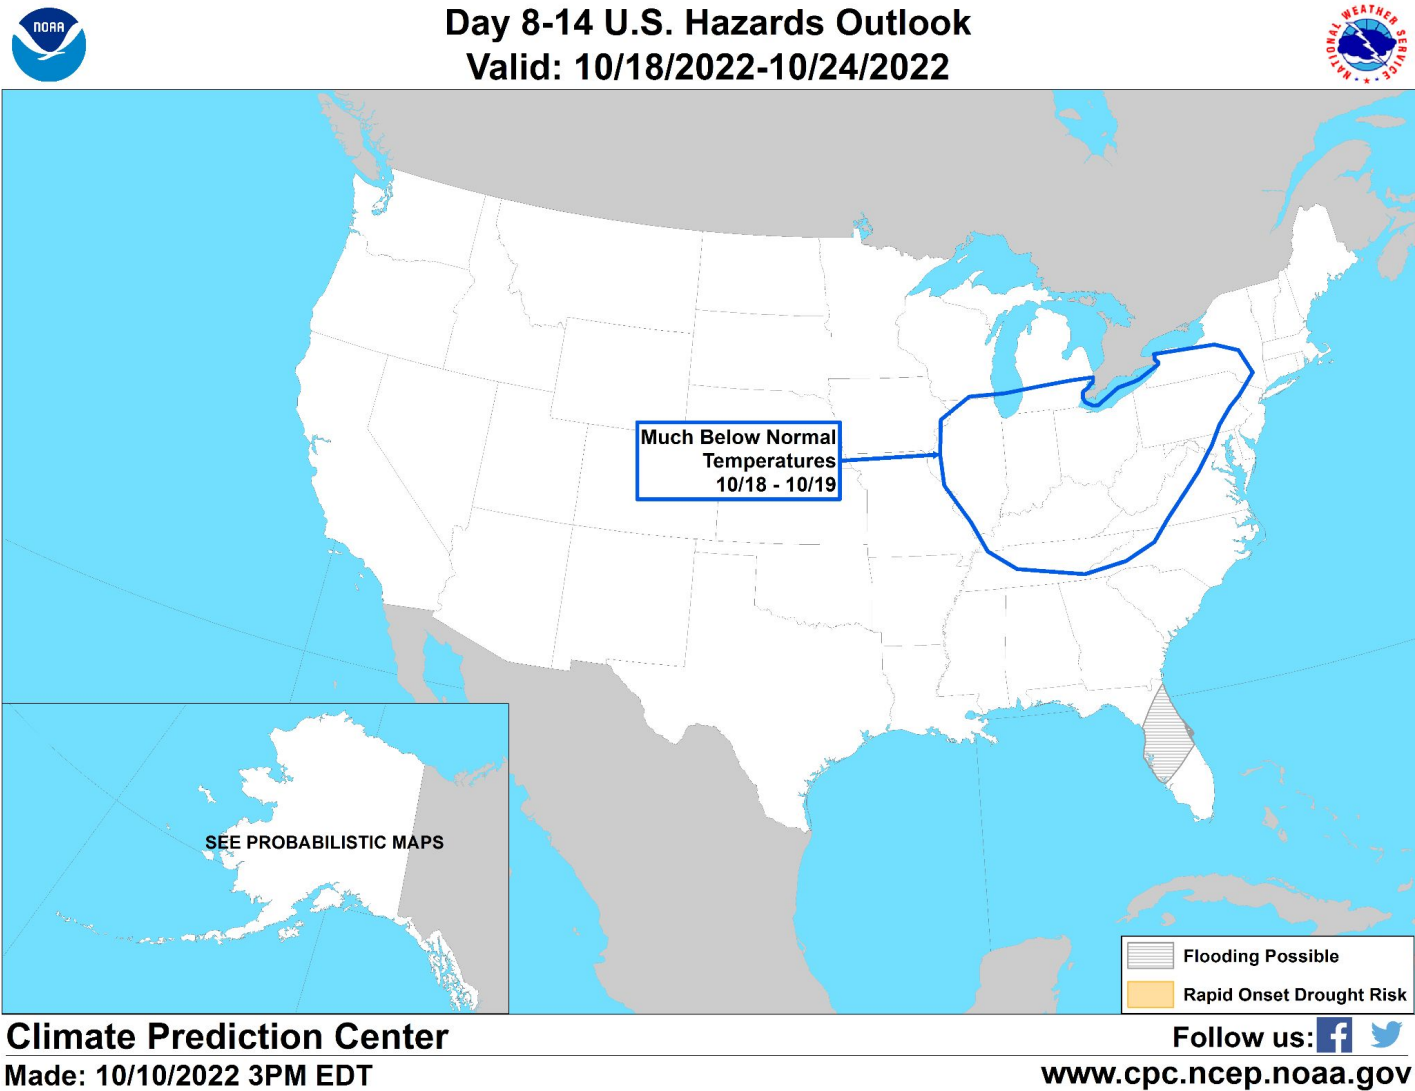 NOAA
Day 8-14 U.S. Hazards Outlook
Valid: 10/18/2022-10/24/2022
NATIONAL WEATHER SERVICE
Much Below Normal
Temperatures
10/18 - 10/19
SEE PROBABILISTIC MAPS
Flooding Possible
Rapid Onset Drought Risk
Climate Prediction Center
Follow us:
Made: 10/10/2022 3PM EDT
www.cpc.ncep.noaa.gov